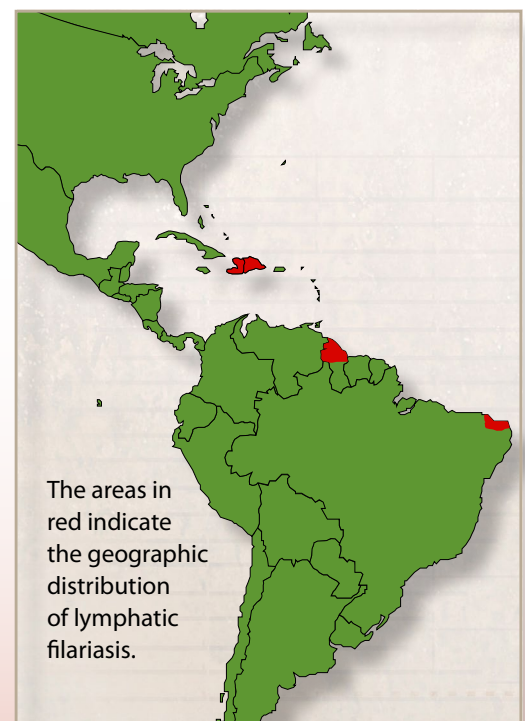 The areas in
red indicate
the geographic
distribution
of lymphatic
filariasis.